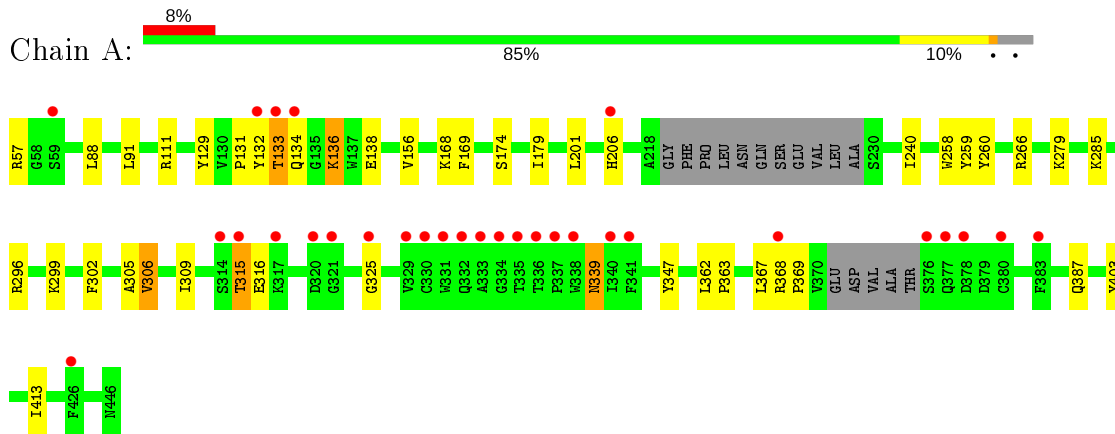 8%
Chain A:
85% 10% • •
R57 G58 S59 L88 L91 R111 Y129 V130 P131 Y132 T133 Q134 G135 K136 W137 E138 V156 K168 F169 S174 I179 L201 H206 A218 GLY PHE PRO LEU ASN GLN SER GLU VAL LEU ALA S230 I240 W258 Y259 Y260 R266 K279 K285
R296 K299 F302 A305 V306 I309 S314 T315 E316 K317 D320 G321 G325 V329 C330 W331 Q332 A333 G334 T335 T336 P337 W338 N339 I340 F341 Y347 L362 P363 L367 R368 P369 V370 GLU ASP VAL ALA THR S376 Q377 D378 D379 C380 F383 Q387 Y403
I413 F426 N446